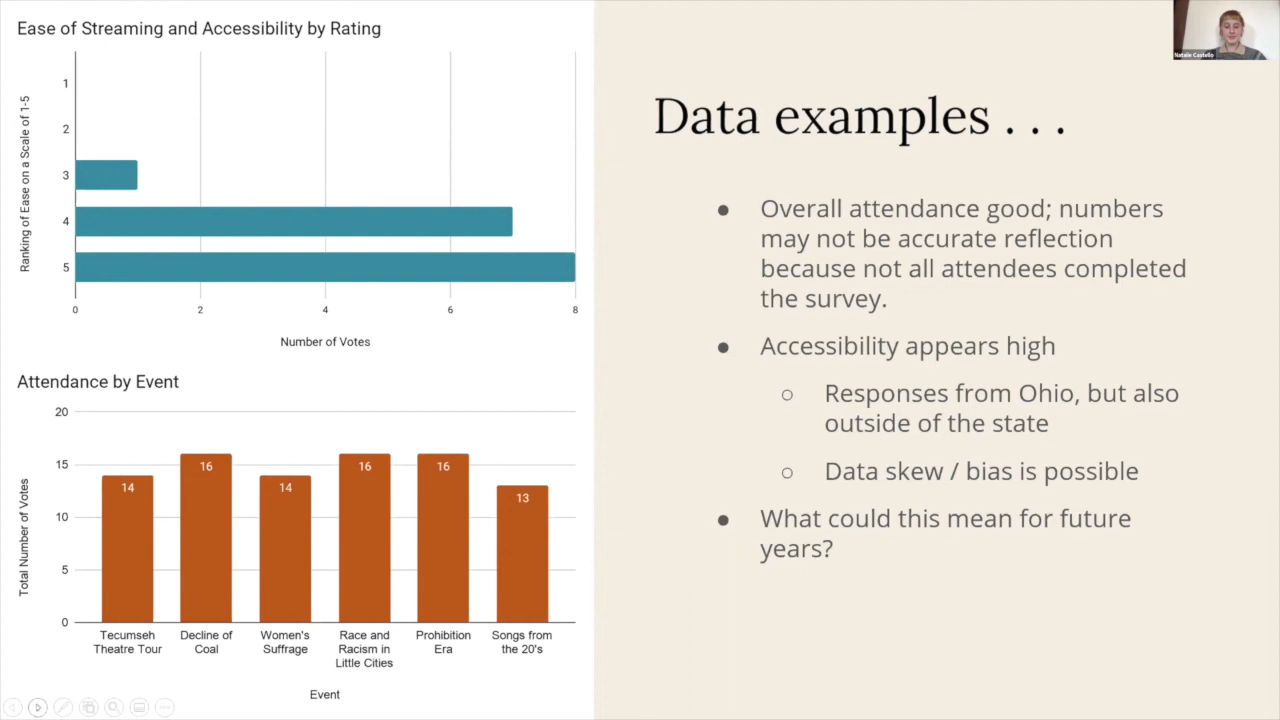 Ease of Streaming and Accessibility by Rating
Ranking of Ease on a Scale of 1-5
1
2
3
4
5
0 2 4 6 8
Number of Votes
Attendance by Event
Total Number of Votes
20
15
10
5
0
14 16 14 16 16 13
Tecumseh Decline of Women's Race and Prohibition Songs from
Theatre Tour Coal Suffrage Racism in Era the 20's
Little Cities
Event
Natalie Castello
Data examples . . .
● Overall attendance good; numbers
may not be accurate reflection
because not all attendees completed
the survey.
● Accessibility appears high
○ Responses from Ohio, but also
outside of the state
○ Data skew / bias is possible
● What could this mean for future
years?